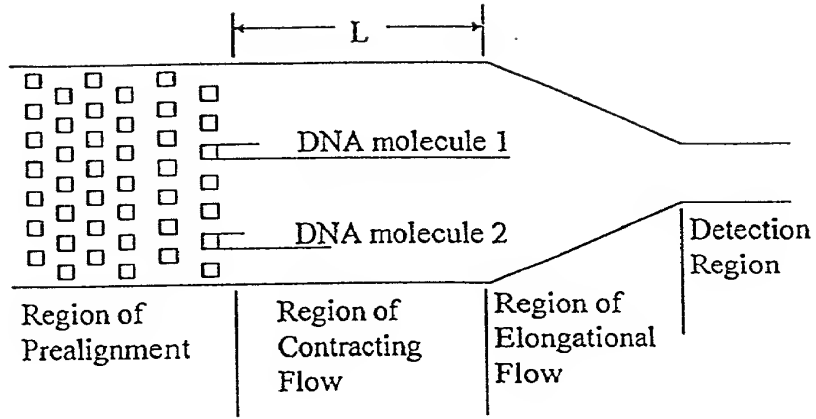 L
DNA molecule 1
DNA molecule 2
Region of
Prealignment
Region of
Contracting
Flow
Region of
Elongational
Flow
Detection
Region